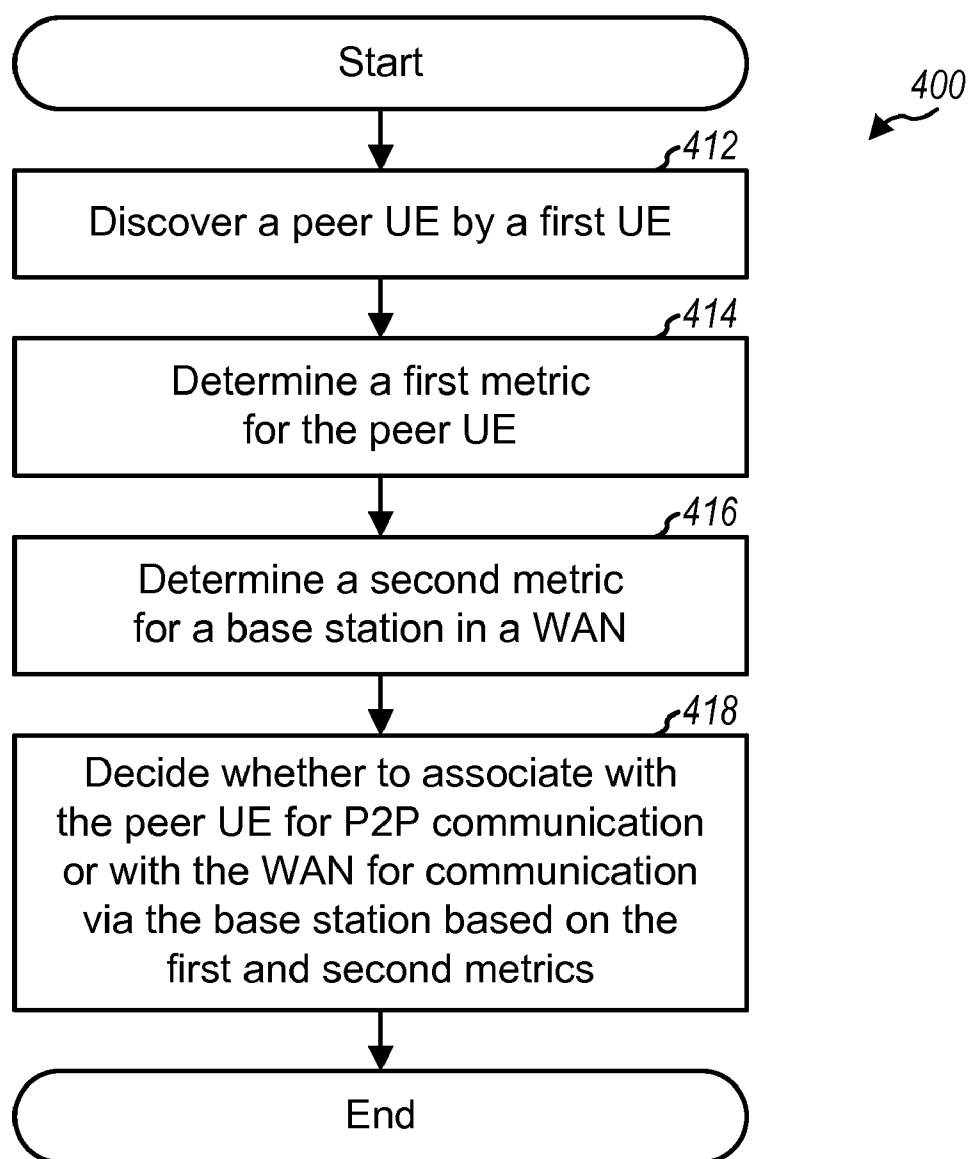 Start
400
412
Discover a peer UE by a first UE
414
Determine a first metric
for the peer UE
416
Determine a second metric
for a base station in a WAN
418
Decide whether to associate with
the peer UE for P2P communication
or with the WAN for communication
via the base station based on the
first and second metrics
End